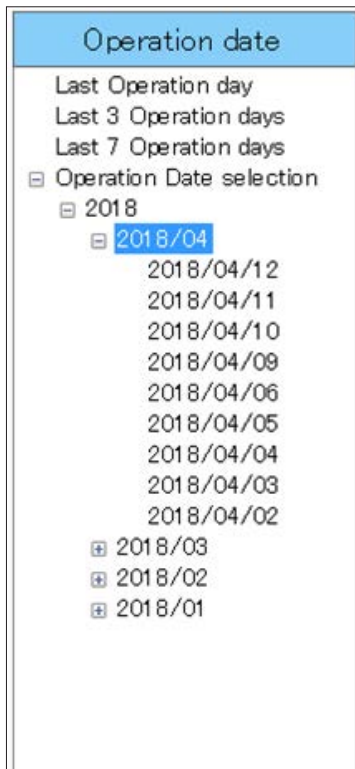 Operation date
Last Operation day
Last 3 Operation days
Last 7 Operation days
Operation Date selection
2018
2018/04
2018/04/12
2018/04/11
2018/04/10
2018/04/09
2018/04/06
2018/04/05
2018/04/04
2018/04/03
2018/04/02
2018/03
2018/02
2018/01